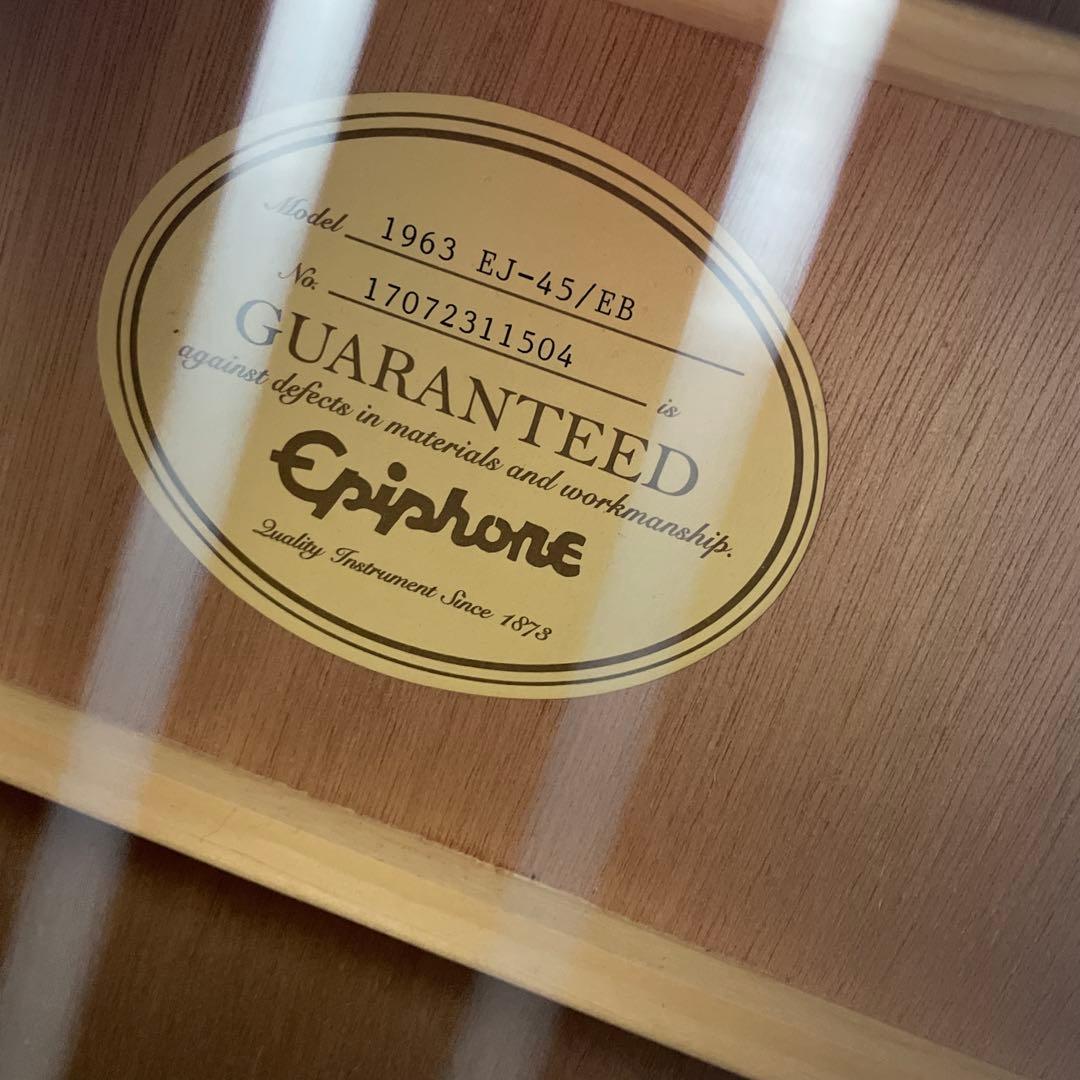 Model 1963 EJ-45/EB
No. 17072311504 is
GUARANTEED
against defects in materials and workmanship.
Epiphone
Quality Instrument Since 1873